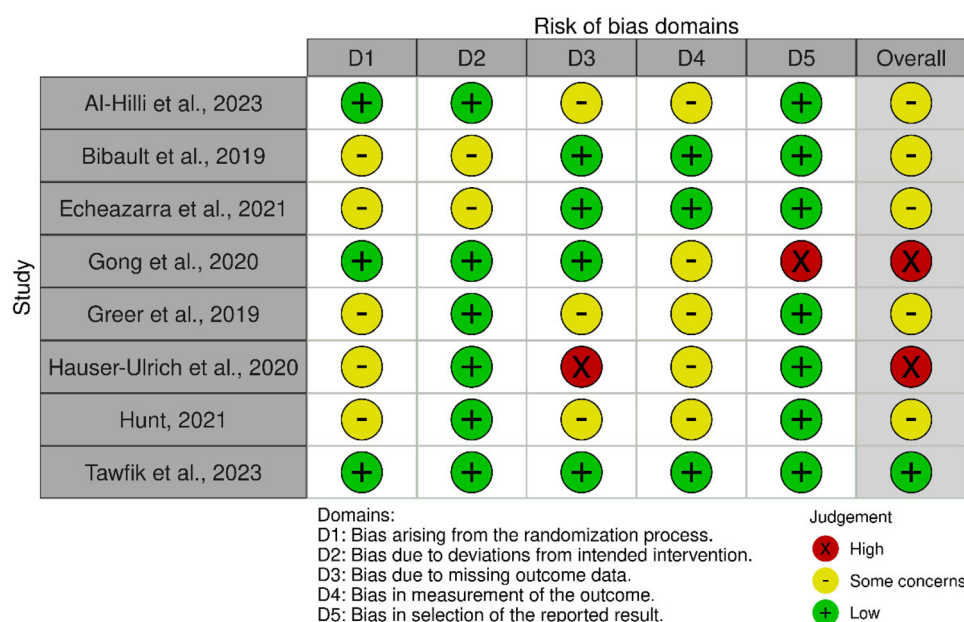 Risk of bias domains
D1 D2 D3 D4 D5 Overall
Study
Al-Hilli et al., 2023 + + - - + -
Bibault et al., 2019 - - + + + -
Echeazarra et al., 2021 - - + + + -
Gong et al., 2020 + + + - X X
Greer et al., 2019 - + - - + -
Hauser-Ulrich et al., 2020 - + X - + X
Hunt, 2021 - + - - + -
Tawfik et al., 2023 + + + + + +
Domains:
D1: Bias arising from the randomization process.
D2: Bias due to deviations from intended intervention.
D3: Bias due to missing outcome data.
D4: Bias in measurement of the outcome.
D5: Bias in selection of the reported result.
Judgement
X High
- Some concerns
+ Low